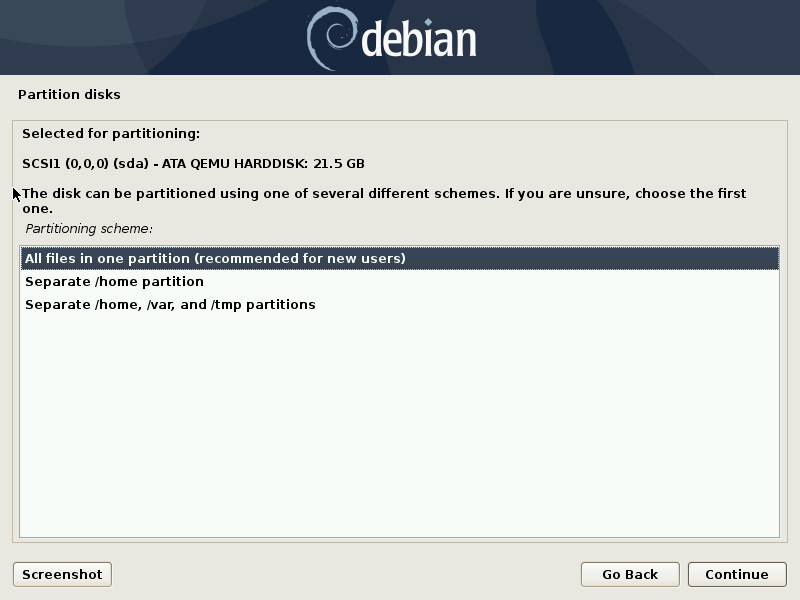 debian
Partition disks
Selected for partitioning:
SCSI1 (0,0,0) (sda) - ATA QEMU HARDDISK: 21.5 GB
The disk can be partitioned using one of several different schemes. If you are unsure, choose the first
one.
Partitioning scheme:
All files in one partition (recommended for new users)
Separate /home partition
Separate /home, /var, and /tmp partitions
Screenshot
Go Back
Continue